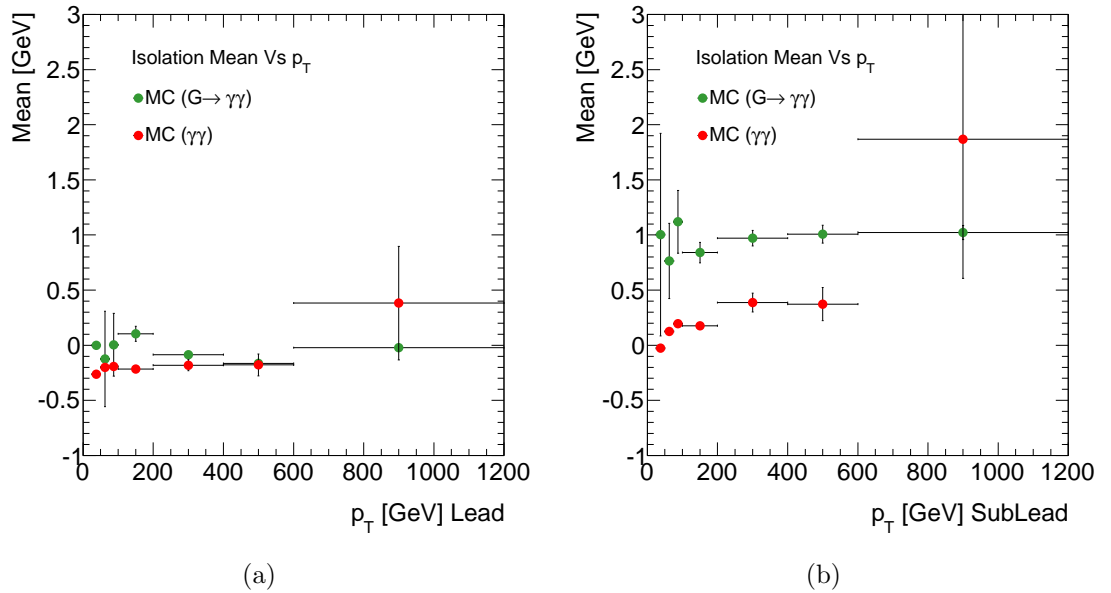 Mean [GeV]
3
2.5
2
1.5
1
0.5
0
-0.5
-1
Isolation Mean Vs p_T
MC (G→ γγ)
MC (γγ)
0 200 400 600 800 1000 1200
p_T [GeV] Lead
(a)
Mean [GeV]
3
2.5
2
1.5
1
0.5
0
-0.5
-1
Isolation Mean Vs p_T
MC (G→ γγ)
MC (γγ)
0 200 400 600 800 1000 1200
p_T [GeV] SubLead
(b)